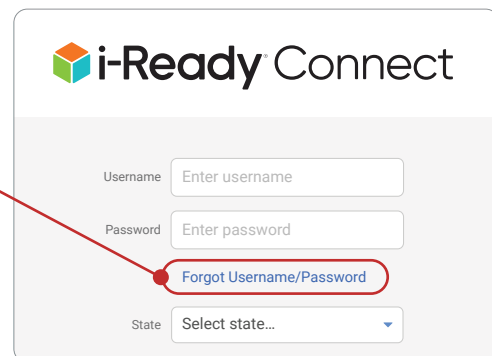 i-Ready Connect
Username Enter username
Password Enter password
Forgot Username/Password
State Select state...